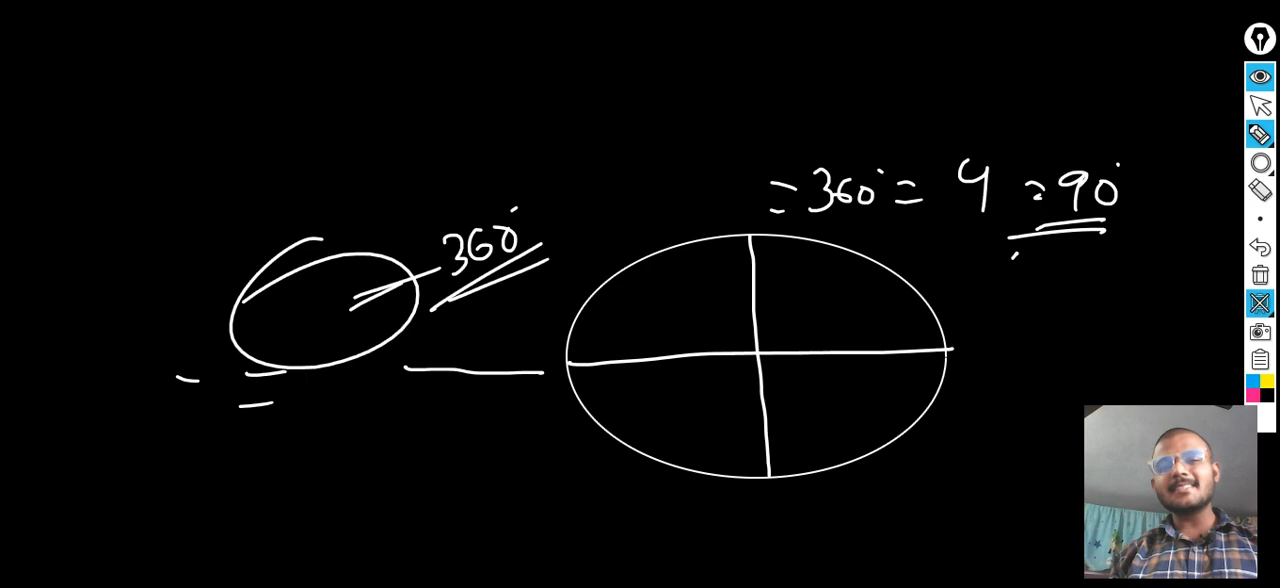 = 360° = 4 = 90°
360°